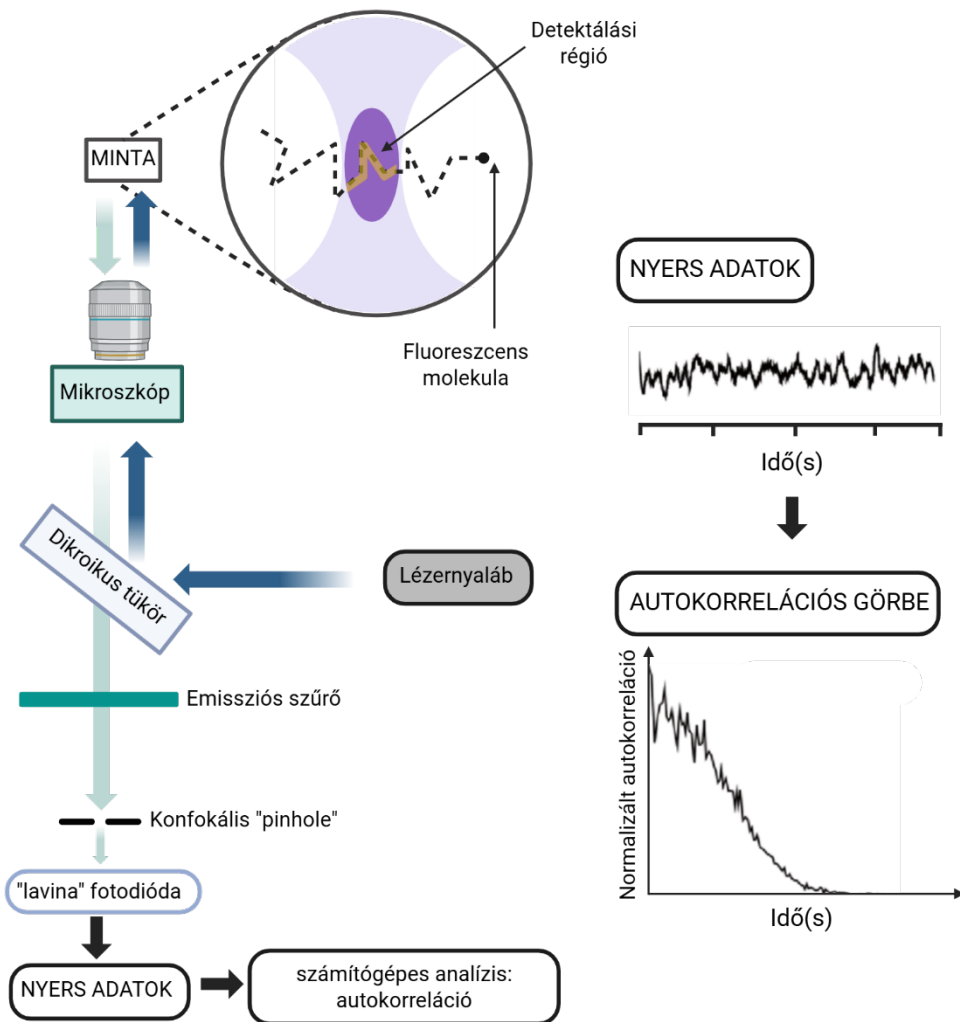 Detektálási
régió
MINTA
Fluoreszcens
molekula
Mikroszkóp
Dikroikus tükör
Lézernyaláb
Emissziós szűrő
Konfokális "pinhole"
"lavina" fotodióda
NYERS ADATOK
számítógépes analízis:
autokorreláció
NYERS ADATOK
Idő(s)
AUTOKORRELÁCIÓS GÖRBE
Normalizált autokorreláció
Idő(s)